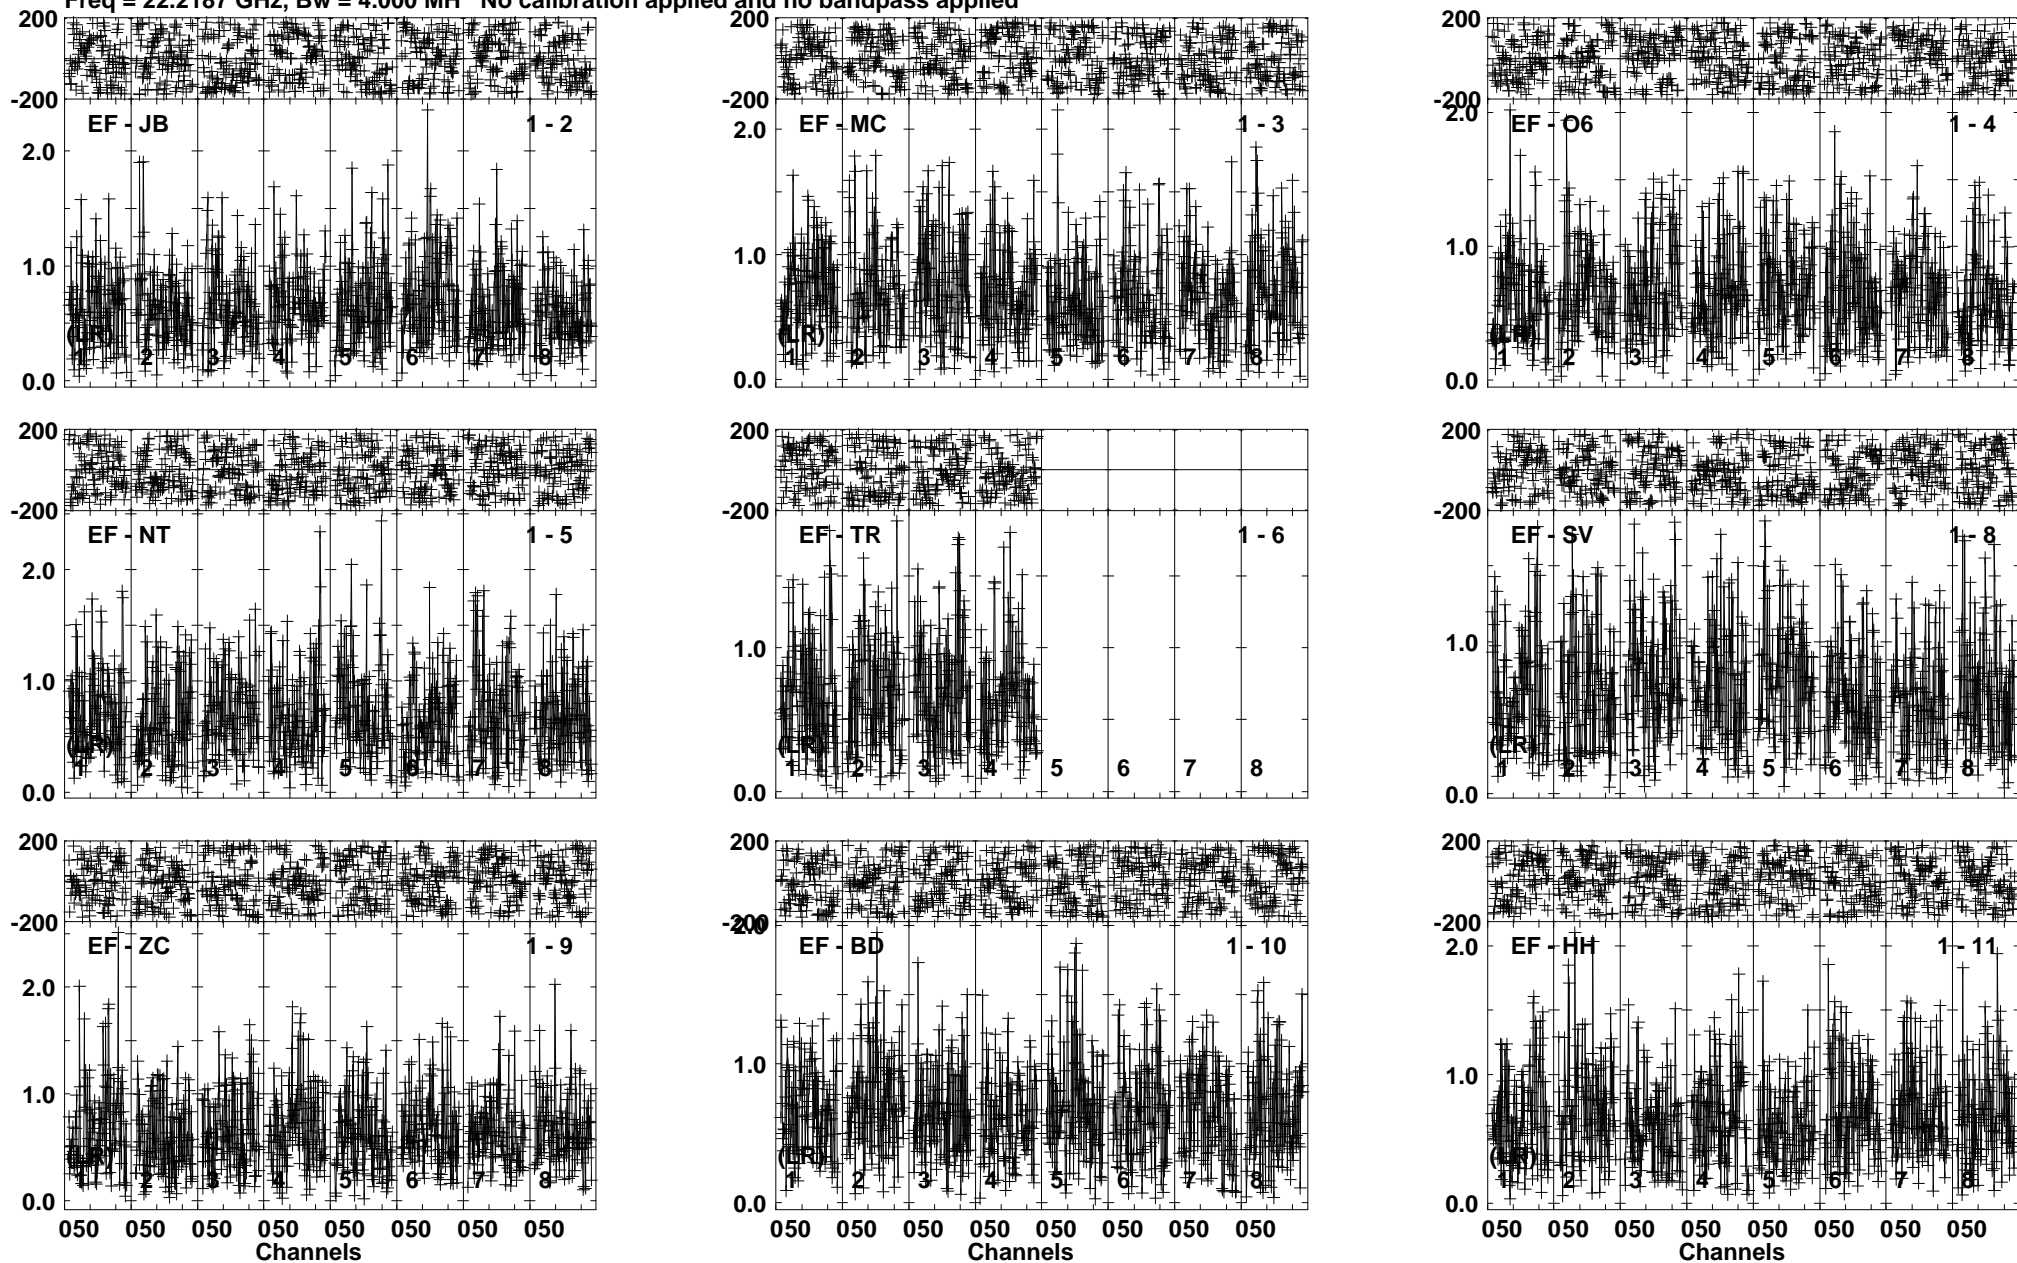 Freq = 22.2187 GHz, Bw = 4.000 MH No calibration applied and no bandpass applied
200 200 200
-200 -200 -200
EF - JB 1 - 2 EF - MC 1 - 3 EF - O6 1 - 4
2.0 2.0 2.0
1.0 1.0 1.0
(LR) (LR) (LR)
1 2 3 4 5 6 7 8 1 2 3 4 5 6 7 8 1 2 3 4 5 6 7 8
0.0 0.0 0.0
200 200 200
-200 -200 -200
EF - NT 1 - 5 EF - TR 1 - 6 EF - SV 1 - 8
2.0
1.0 1.0 1.0
(LR) (LR) (LR)
1 2 3 4 5 6 7 8 1 2 3 4 5 6 7 8 1 2 3 4 5 6 7 8
0.0 0.0 0.0
200 200 200
-200 -200 -200
2.0
EF - ZC 1 - 9 EF - BD 1 - 10 EF - HH 1 - 11
2.0 2.0
1.0 1.0 1.0
(LR) (LR) (LR)
1 2 3 4 5 6 7 8 1 2 3 4 5 6 7 8 1 2 3 4 5 6 7 8
0.0 0.0 0.0
050 050 050 050 050 050 050 050 050 050 050 050 050 050 050 050 050 050 050 050 050 050 050 050
Channels Channels Channels